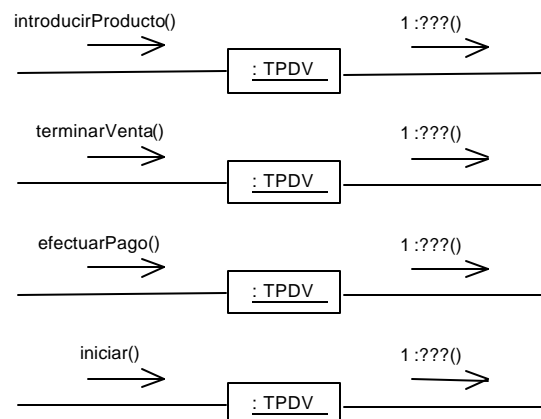 introducirProducto() 1 :???()
: TPDV
terminarVenta() 1 :???()
: TPDV
efectuarPago() 1 :???()
: TPDV
iniciar() 1 :???()
: TPDV